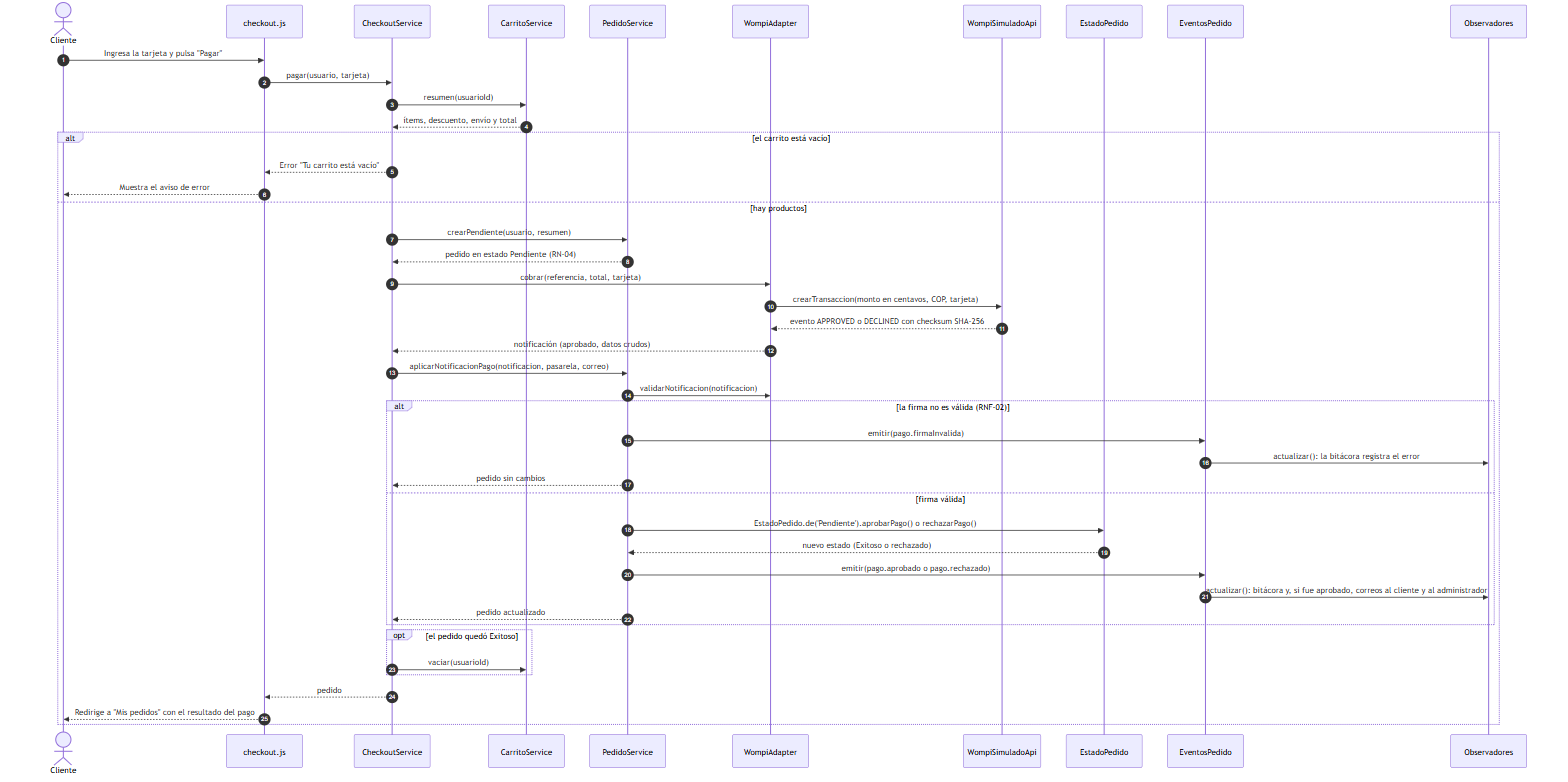 Cliente
checkout.js
CheckoutService
CarritoService
PedidoService
WompiAdapter
WompiSimuladoApi
EstadoPedido
EventosPedido
Observadores
1 Ingresa la tarjeta y pulsa "Pagar"
2 pagar(usuario, tarjeta)
3 resumen(usuarioId)
4 items, descuento, envío y total
alt [el carrito está vacío]
5 Error "Tu carrito está vacío"
6 Muestra el aviso de error
[hay productos]
7 crearPendiente(usuario, resumen)
8 pedido en estado Pendiente (RN-04)
9 cobrar(referencia, total, tarjeta)
10 crearTransaccion(monto en centavos, COP, tarjeta)
11 evento APPROVED o DECLINED con checksum SHA-256
12 notificación (aprobado, datos crudos)
13 aplicarNotificacionPago(notificacion, pasarela, correo)
14 validarNotificacion(notificacion)
alt [la firma no es válida (RNF-02)]
15 emitir(pago.firmaInvalida)
16 actualizar(): la bitácora registra el error
17 pedido sin cambios
[firma válida]
18 EstadoPedido.de('Pendiente').aprobarPago() o rechazarPago()
19 nuevo estado (Exitoso o rechazado)
20 emitir(pago.aprobado o pago.rechazado)
21 actualizar(): bitácora y, si fue aprobado, correos al cliente y al administrador
22 pedido actualizado
opt [el pedido quedó Exitoso]
23 vaciar(usuarioId)
24 pedido
25 Redirige a "Mis pedidos" con el resultado del pago
Cliente
checkout.js
CheckoutService
CarritoService
PedidoService
WompiAdapter
WompiSimuladoApi
EstadoPedido
EventosPedido
Observadores